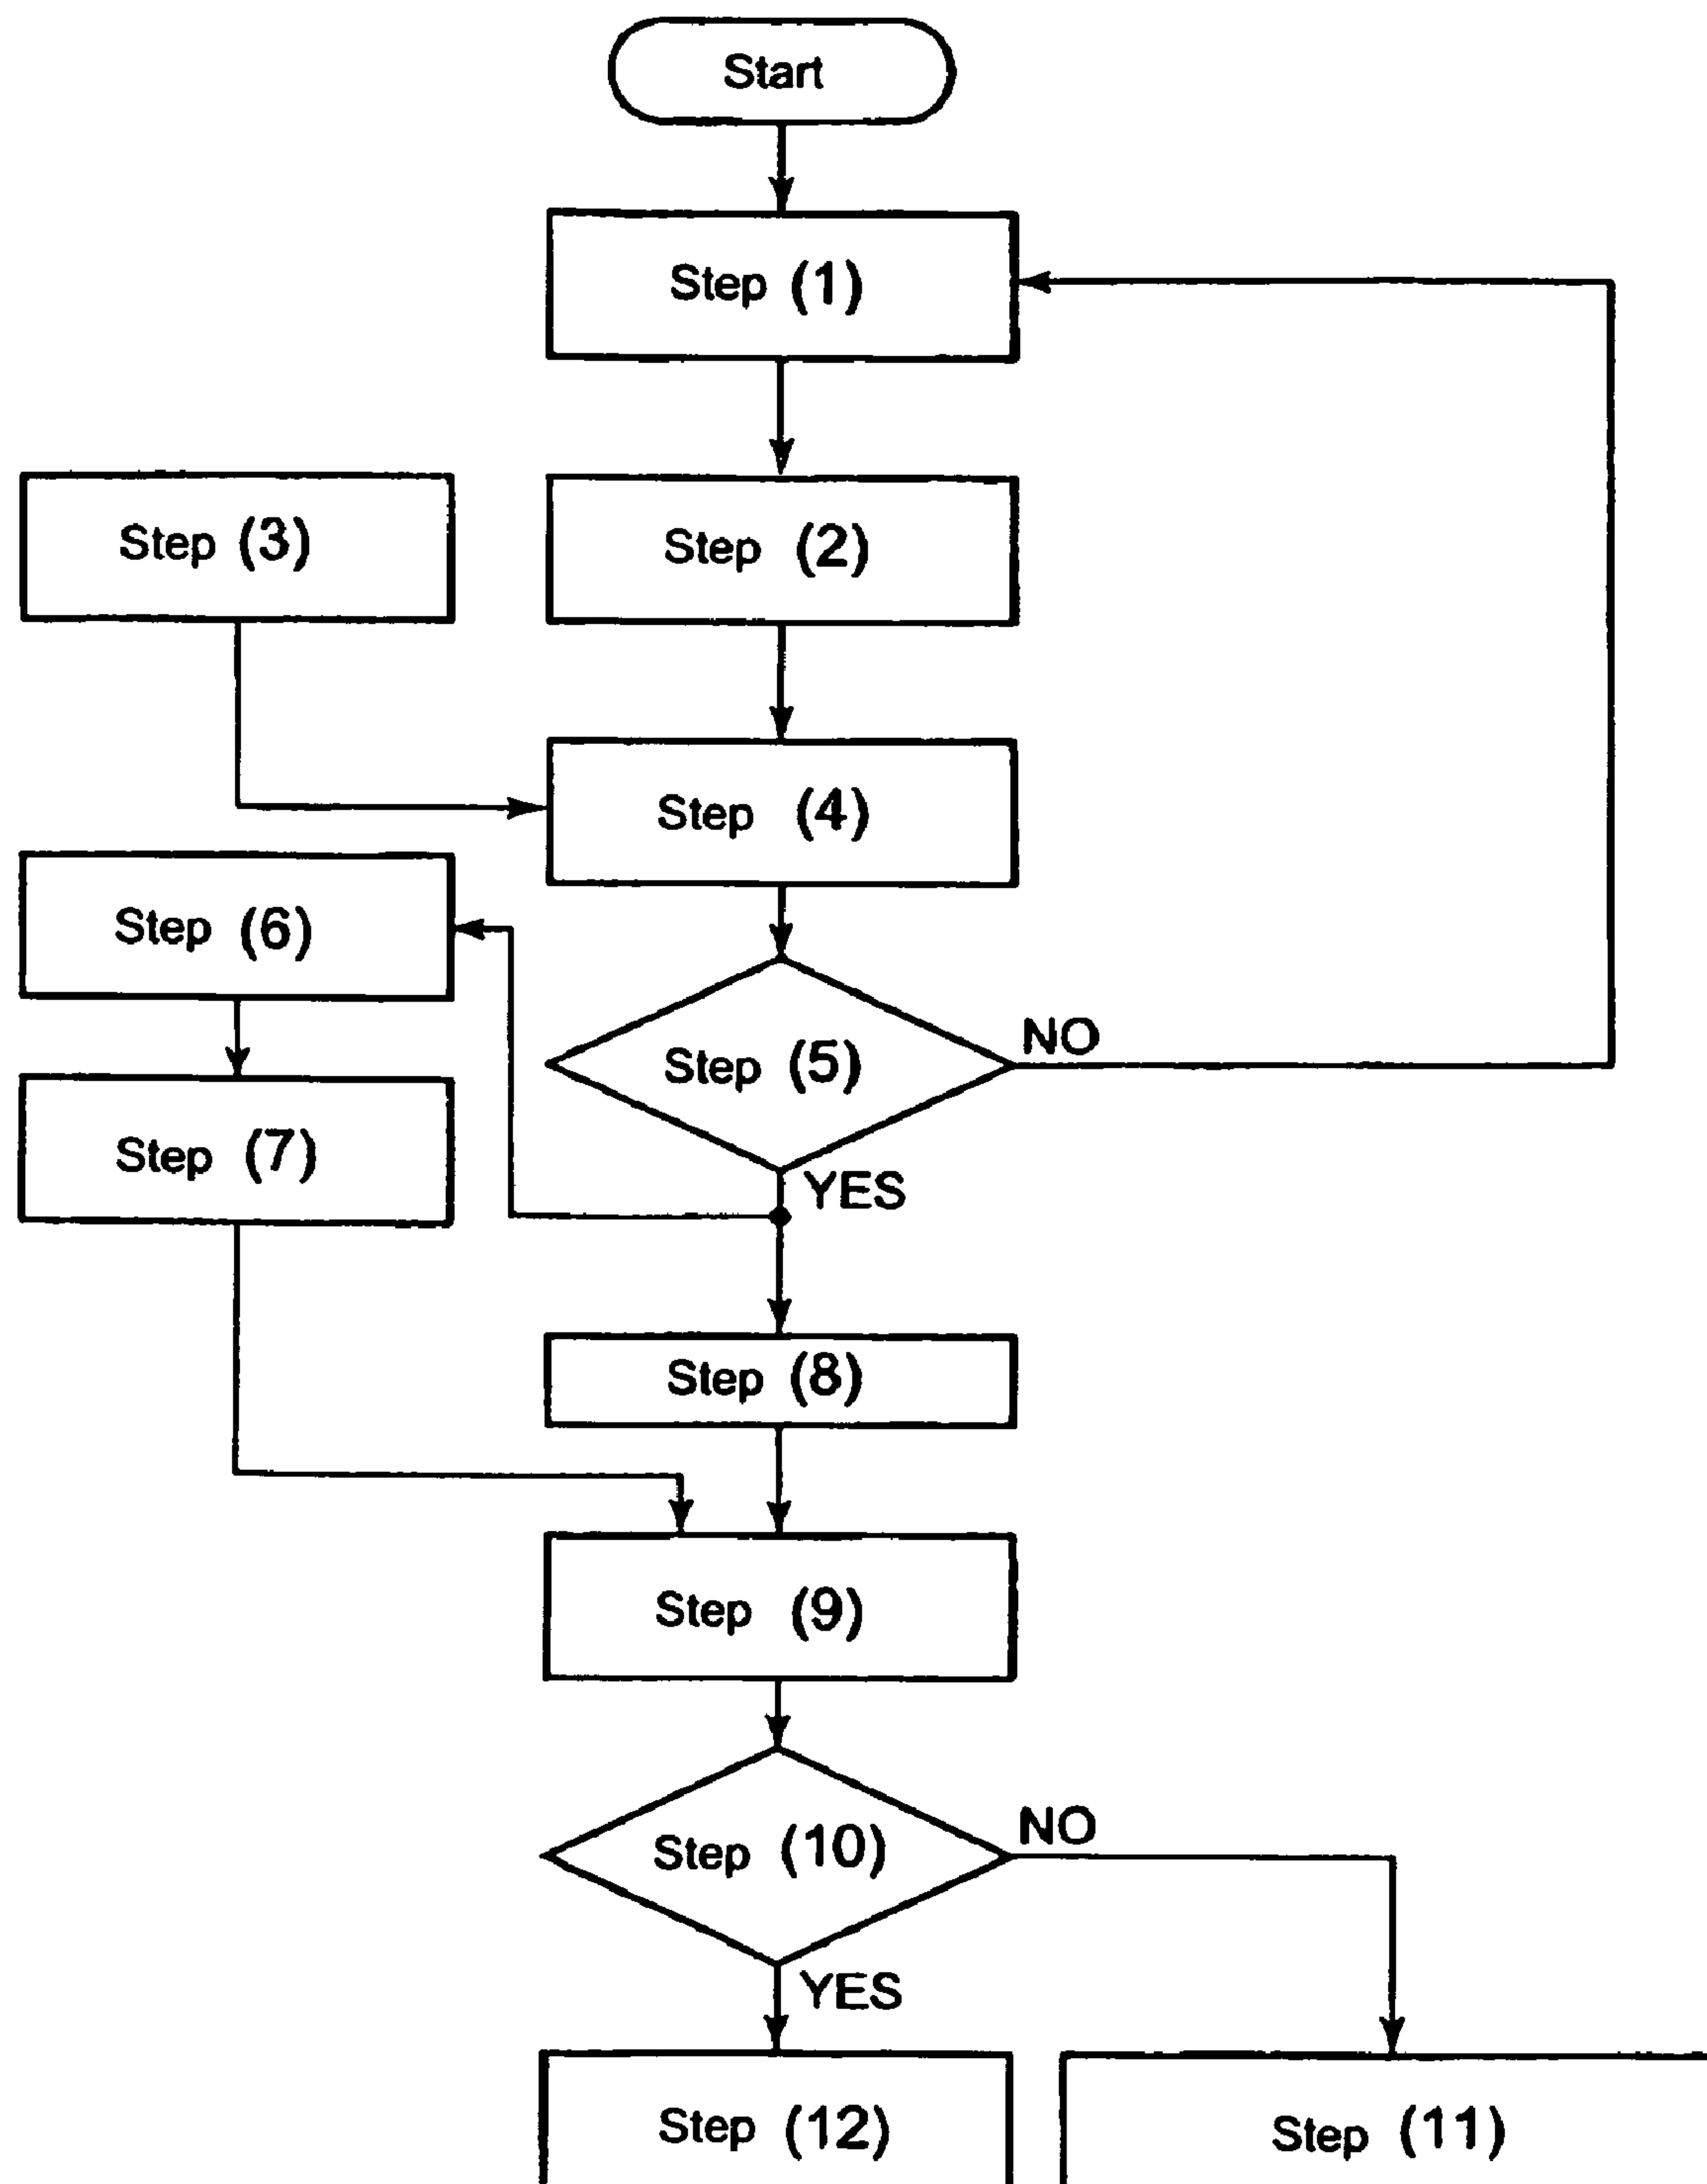 Start
Step (1)
Step (3)
Step (2)
Step (4)
Step (6)
Step (5)
NO
Step (7)
YES
Step (8)
Step (9)
Step (10)
NO
YES
Step (12)
Step (11)